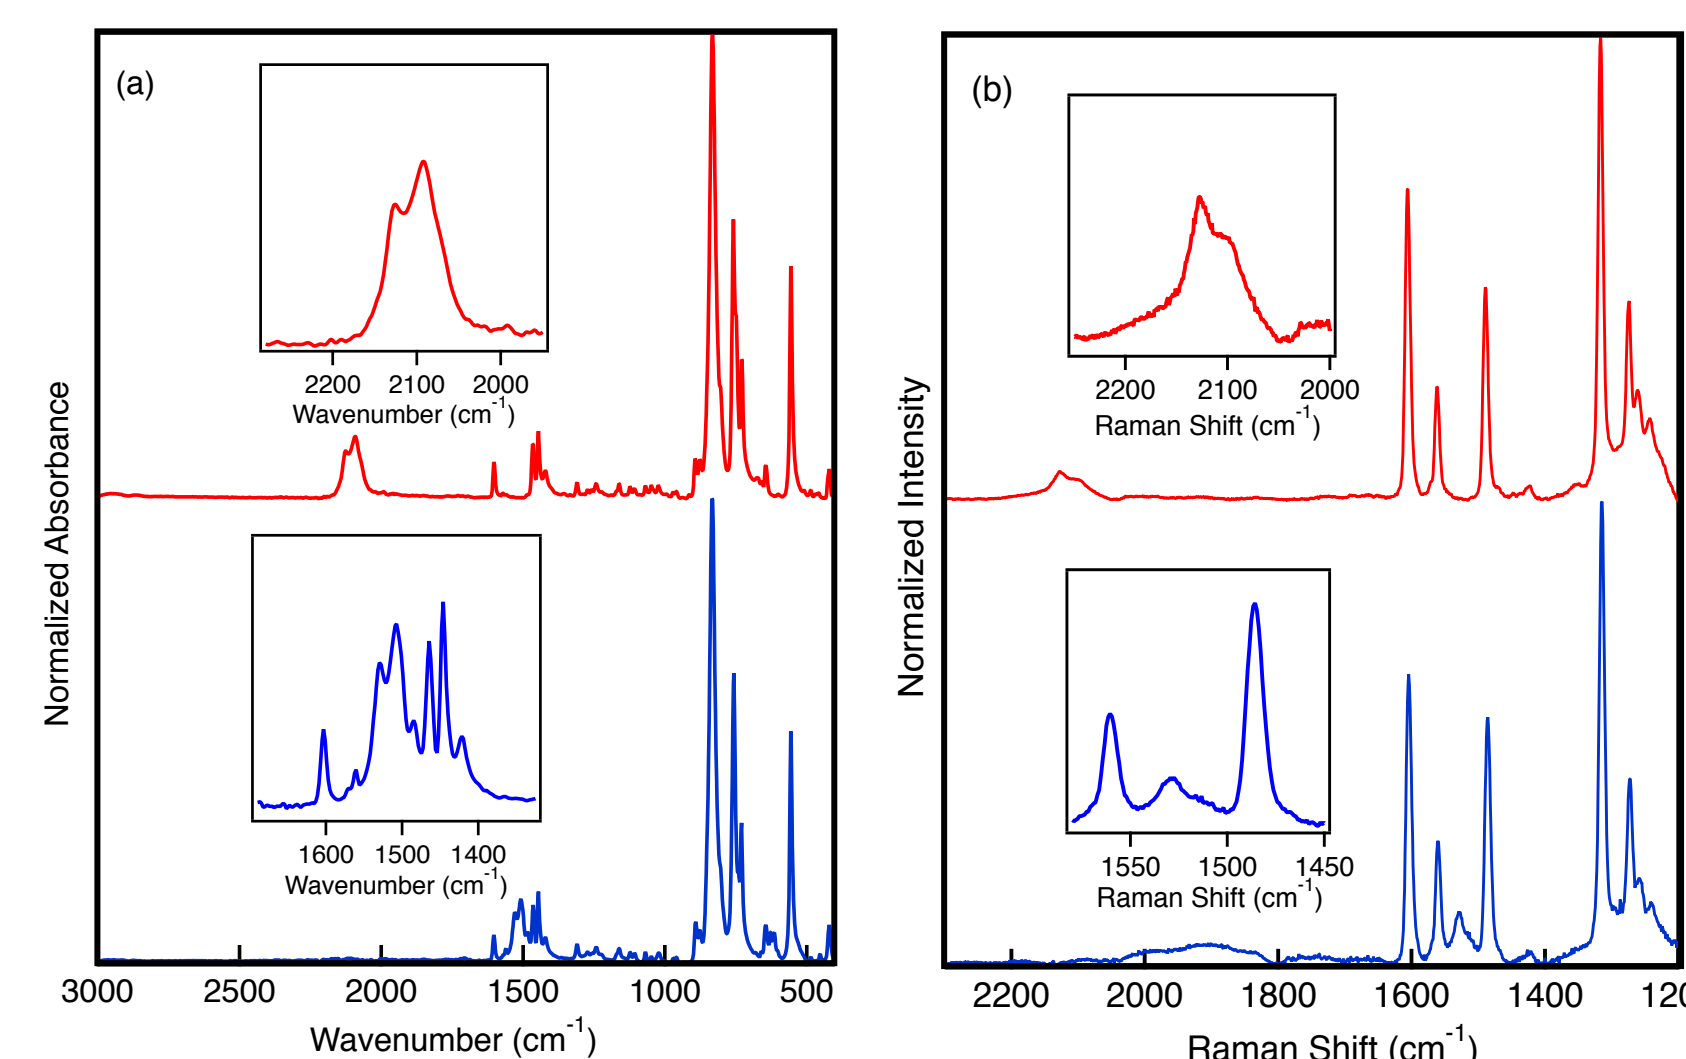 (a)
Normalized Absorbance
2200 2100 2000
Wavenumber (cm⁻¹)
1600 1500 1400
Wavenumber (cm⁻¹)
3000 2500 2000 1500 1000 500
Wavenumber (cm⁻¹)
(b)
Normalized Intensity
2200 2100 2000
Raman Shift (cm⁻¹)
1550 1500 1450
Raman Shift (cm⁻¹)
2200 2000 1800 1600 1400
Raman Shift (cm⁻¹)